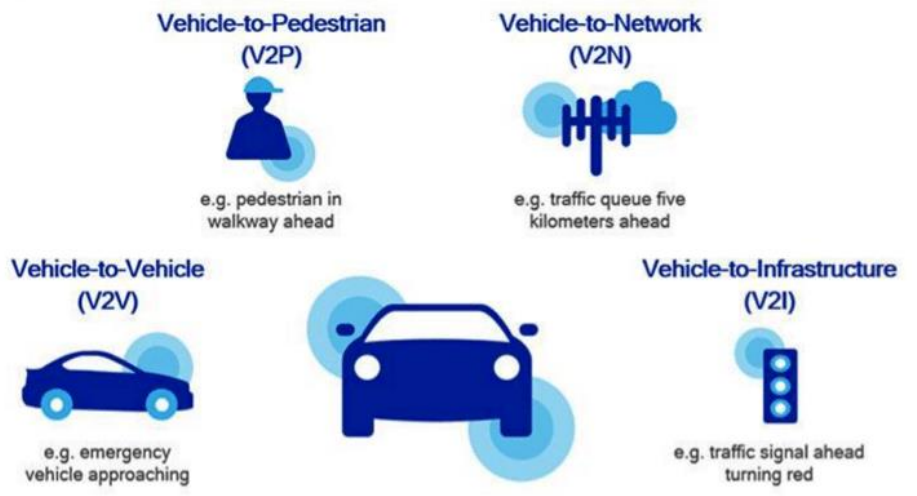 Vehicle-to-Pedestrian
(V2P)
e.g. pedestrian in
walkway ahead
Vehicle-to-Network
(V2N)
e.g. traffic queue five
kilometers ahead
Vehicle-to-Vehicle
(V2V)
e.g. emergency
vehicle approaching
Vehicle-to-Infrastructure
(V2I)
e.g. traffic signal ahead
turning red